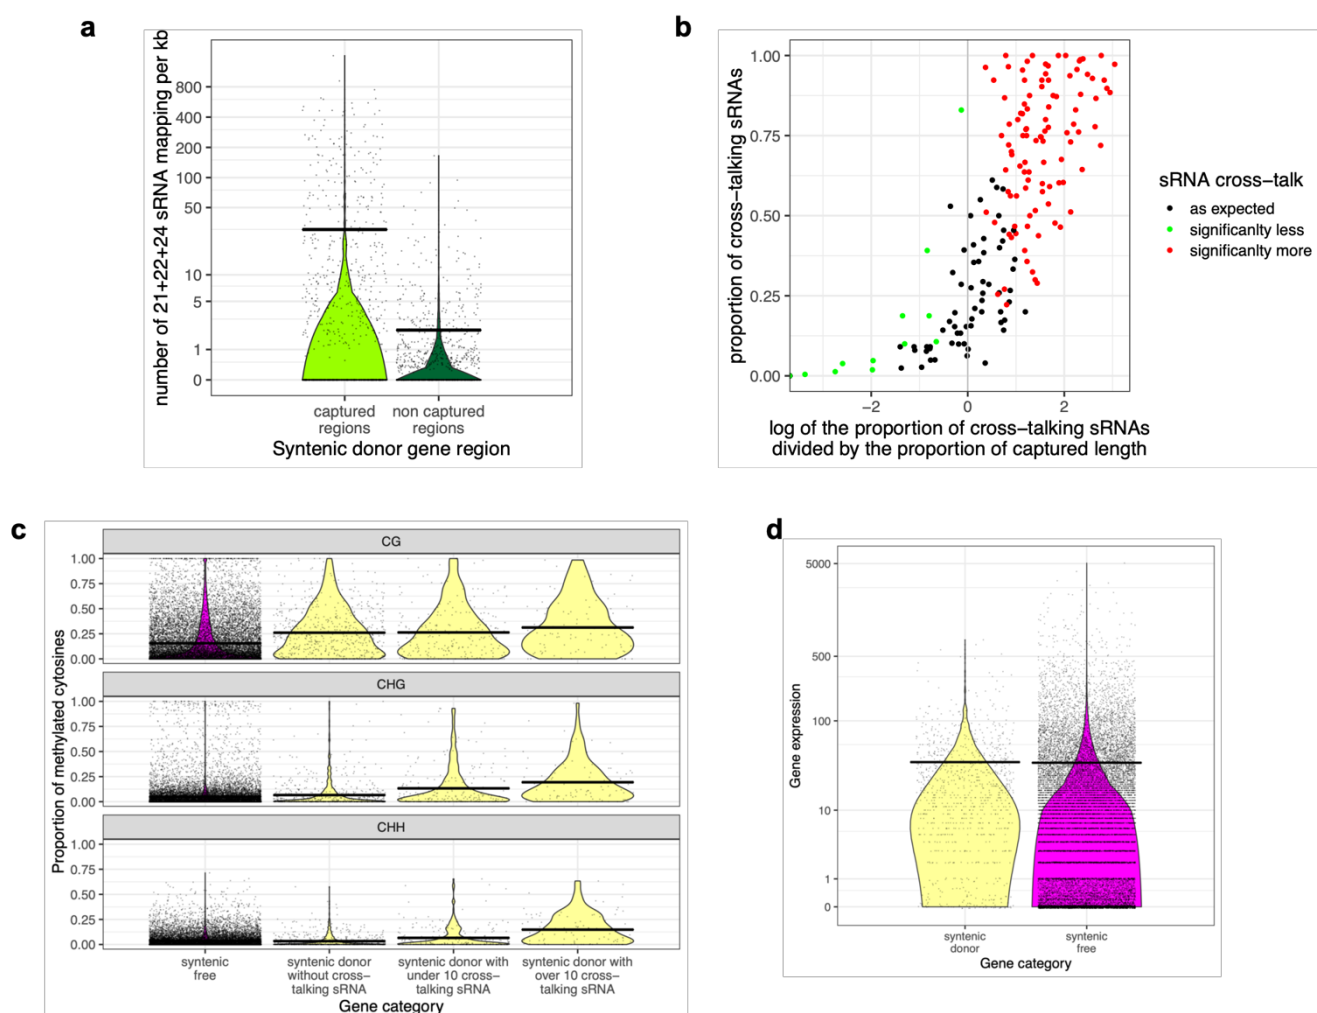 a
number of 21+22+24 sRNA mapping per kb
800
400
200
100
50
10
5
1
0
captured
regions
non captured
regions
Syntenic donor gene region
b
proportion of cross−talking sRNAs
1.00
0.75
0.50
0.25
0.00
−2
0
2
log of the proportion of cross−talking sRNAs
divided by the proportion of captured length
sRNA cross−talk
as expected
significanlty less
significanlty more
c
Proportion of methylated cytosines
CG
1.00
0.75
0.50
0.25
0.00
CHG
1.00
0.75
0.50
0.25
0.00
CHH
1.00
0.75
0.50
0.25
0.00
syntenic
free
syntenic donor
without cross−
talking sRNA
syntenic donor with
under 10 cross−
talking sRNA
syntenic donor with
over 10 cross−
talking sRNA
Gene category
d
Gene expression
5000
500
100
10
1
0
syntenic
donor
syntenic
free
Gene category